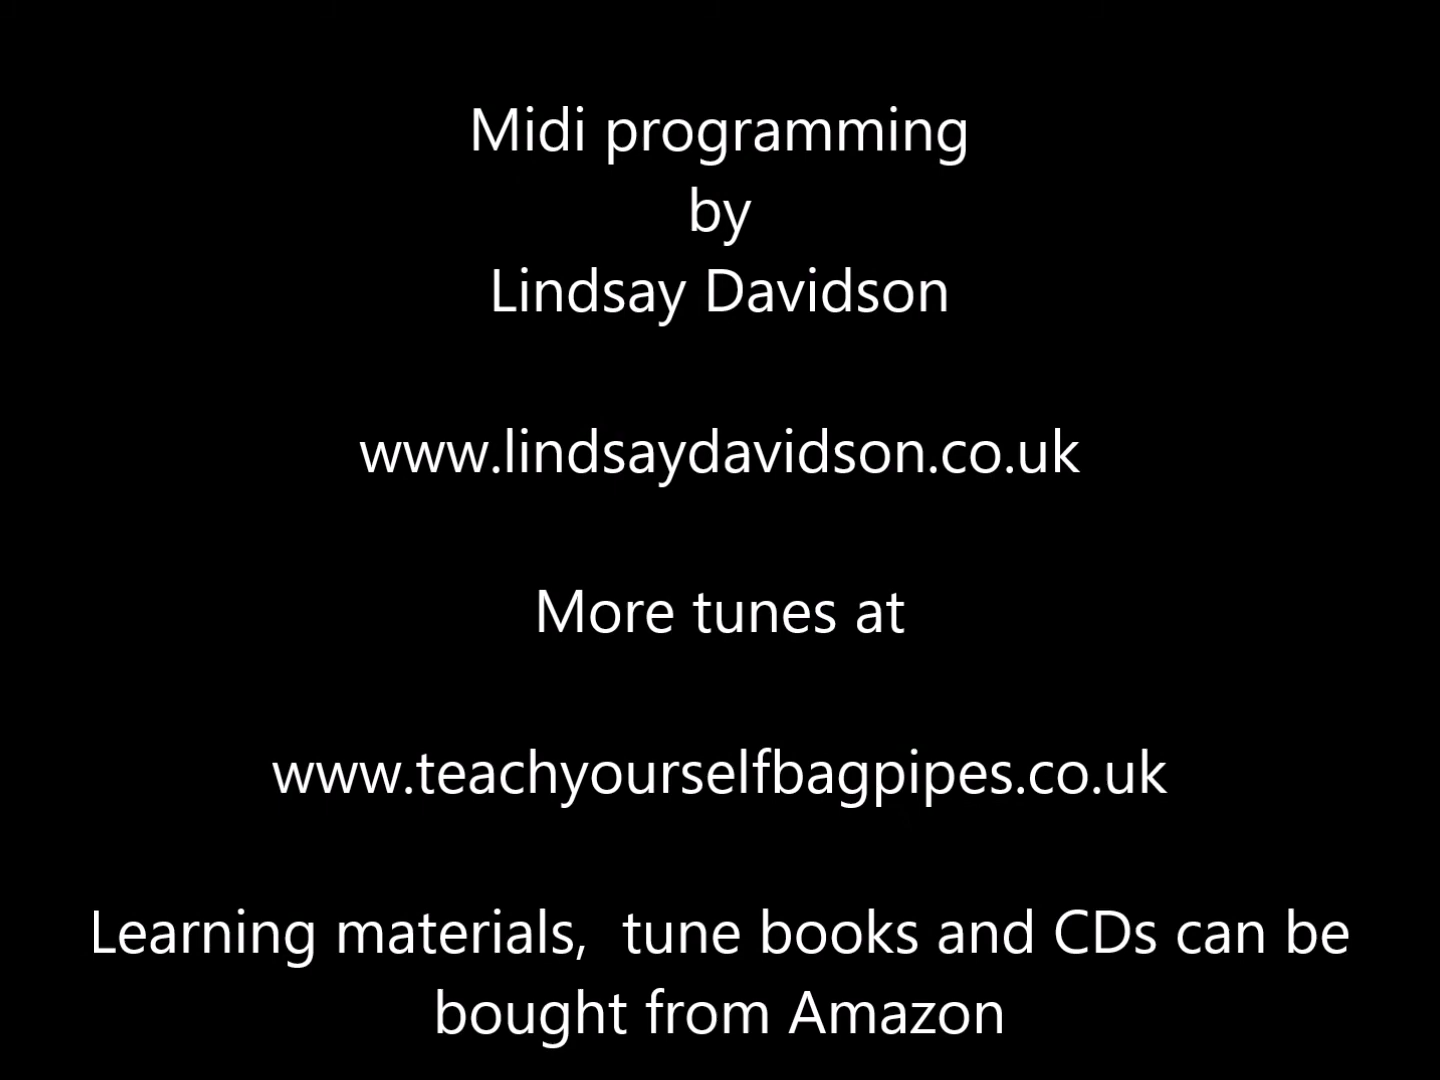 Midi programming
by
Lindsay Davidson
www.lindsaydavidson.co.uk
More tunes at
www.teachyourselfbagpipes.co.uk
Learning materials,  tune books and CDs can be
bought from Amazon